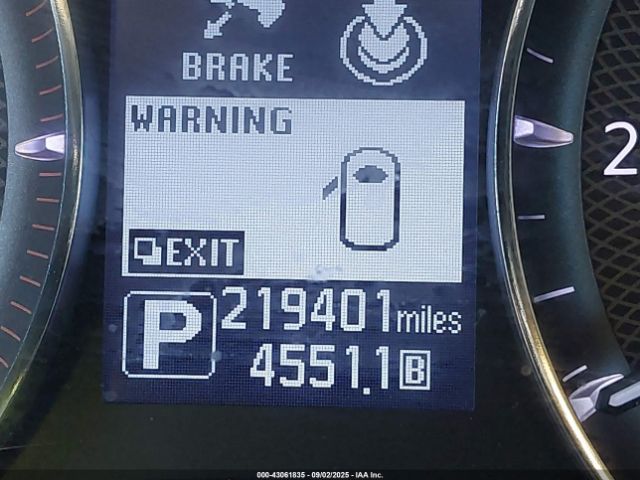 BRAKE
WARNING
EXIT
2
P
219401 miles
4551.1 B
000-43061835 - 09/02/2025 - IAA Inc.